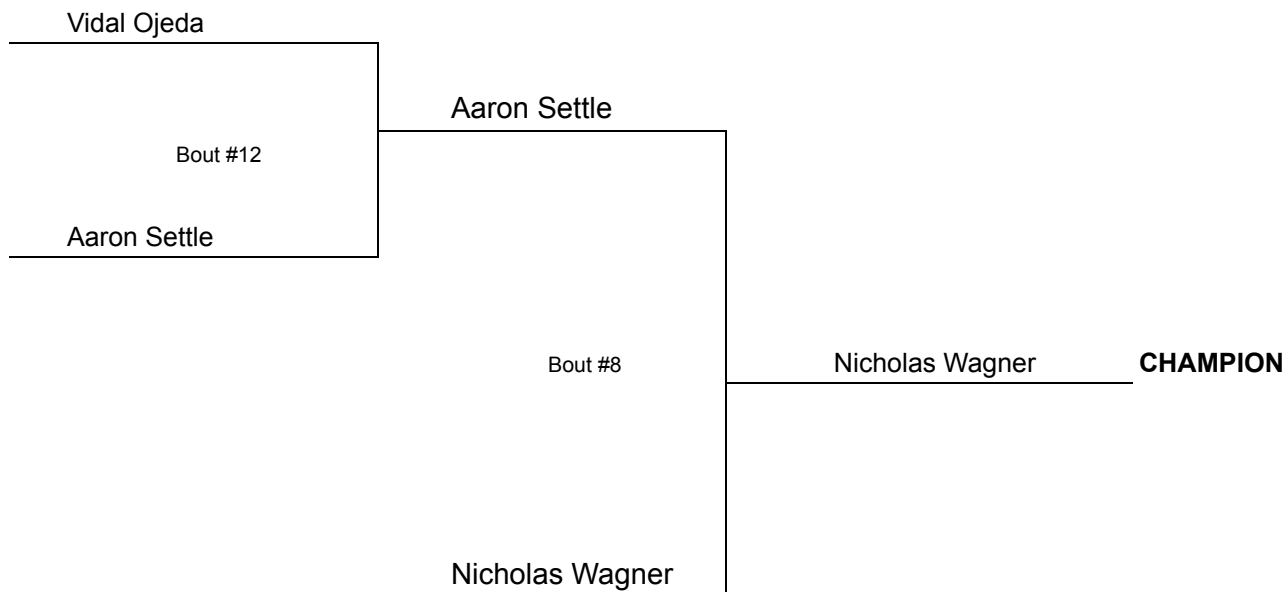 Vidal Ojeda
Aaron Settle
Bout #12
Aaron Settle
Bout #8
Nicholas Wagner CHAMPION
Nicholas Wagner